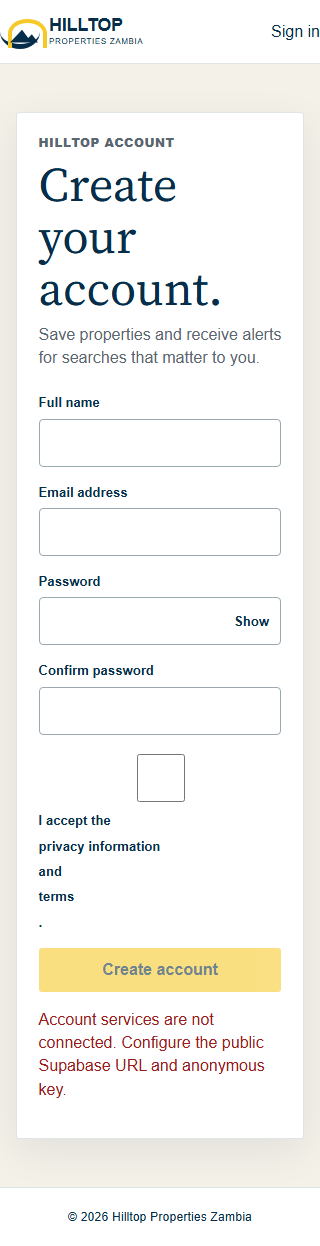 HILLTOP
PROPERTIES ZAMBIA
Sign in
HILLTOP ACCOUNT
Create
your
account.
Save properties and receive alerts
for searches that matter to you.
Full name
Email address
Password
Show
Confirm password
I accept the
privacy information
and
terms
.
Create account
Account services are not
connected. Configure the public
Supabase URL and anonymous
key.
© 2026 Hilltop Properties Zambia